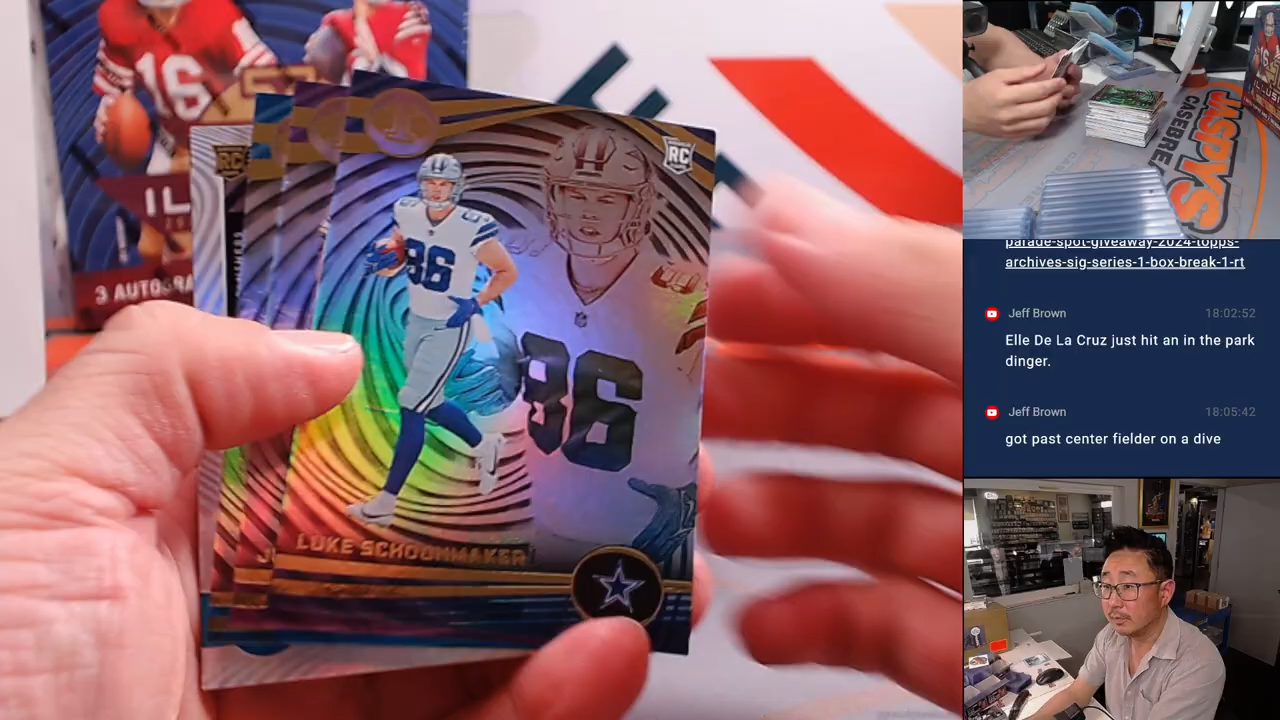 16
IL
3 AUTOGRA
RC
RC
86
86
LUKE SCHOONMAKER
J
JASPYS
CASEBREA
parade-spot-giveaway-2024-topps-
archives-sig-series-1-box-break-1-rt
Jeff Brown 18:02:52
Elle De La Cruz just hit an in the park
dinger.
Jeff Brown 18:05:42
got past center fielder on a dive